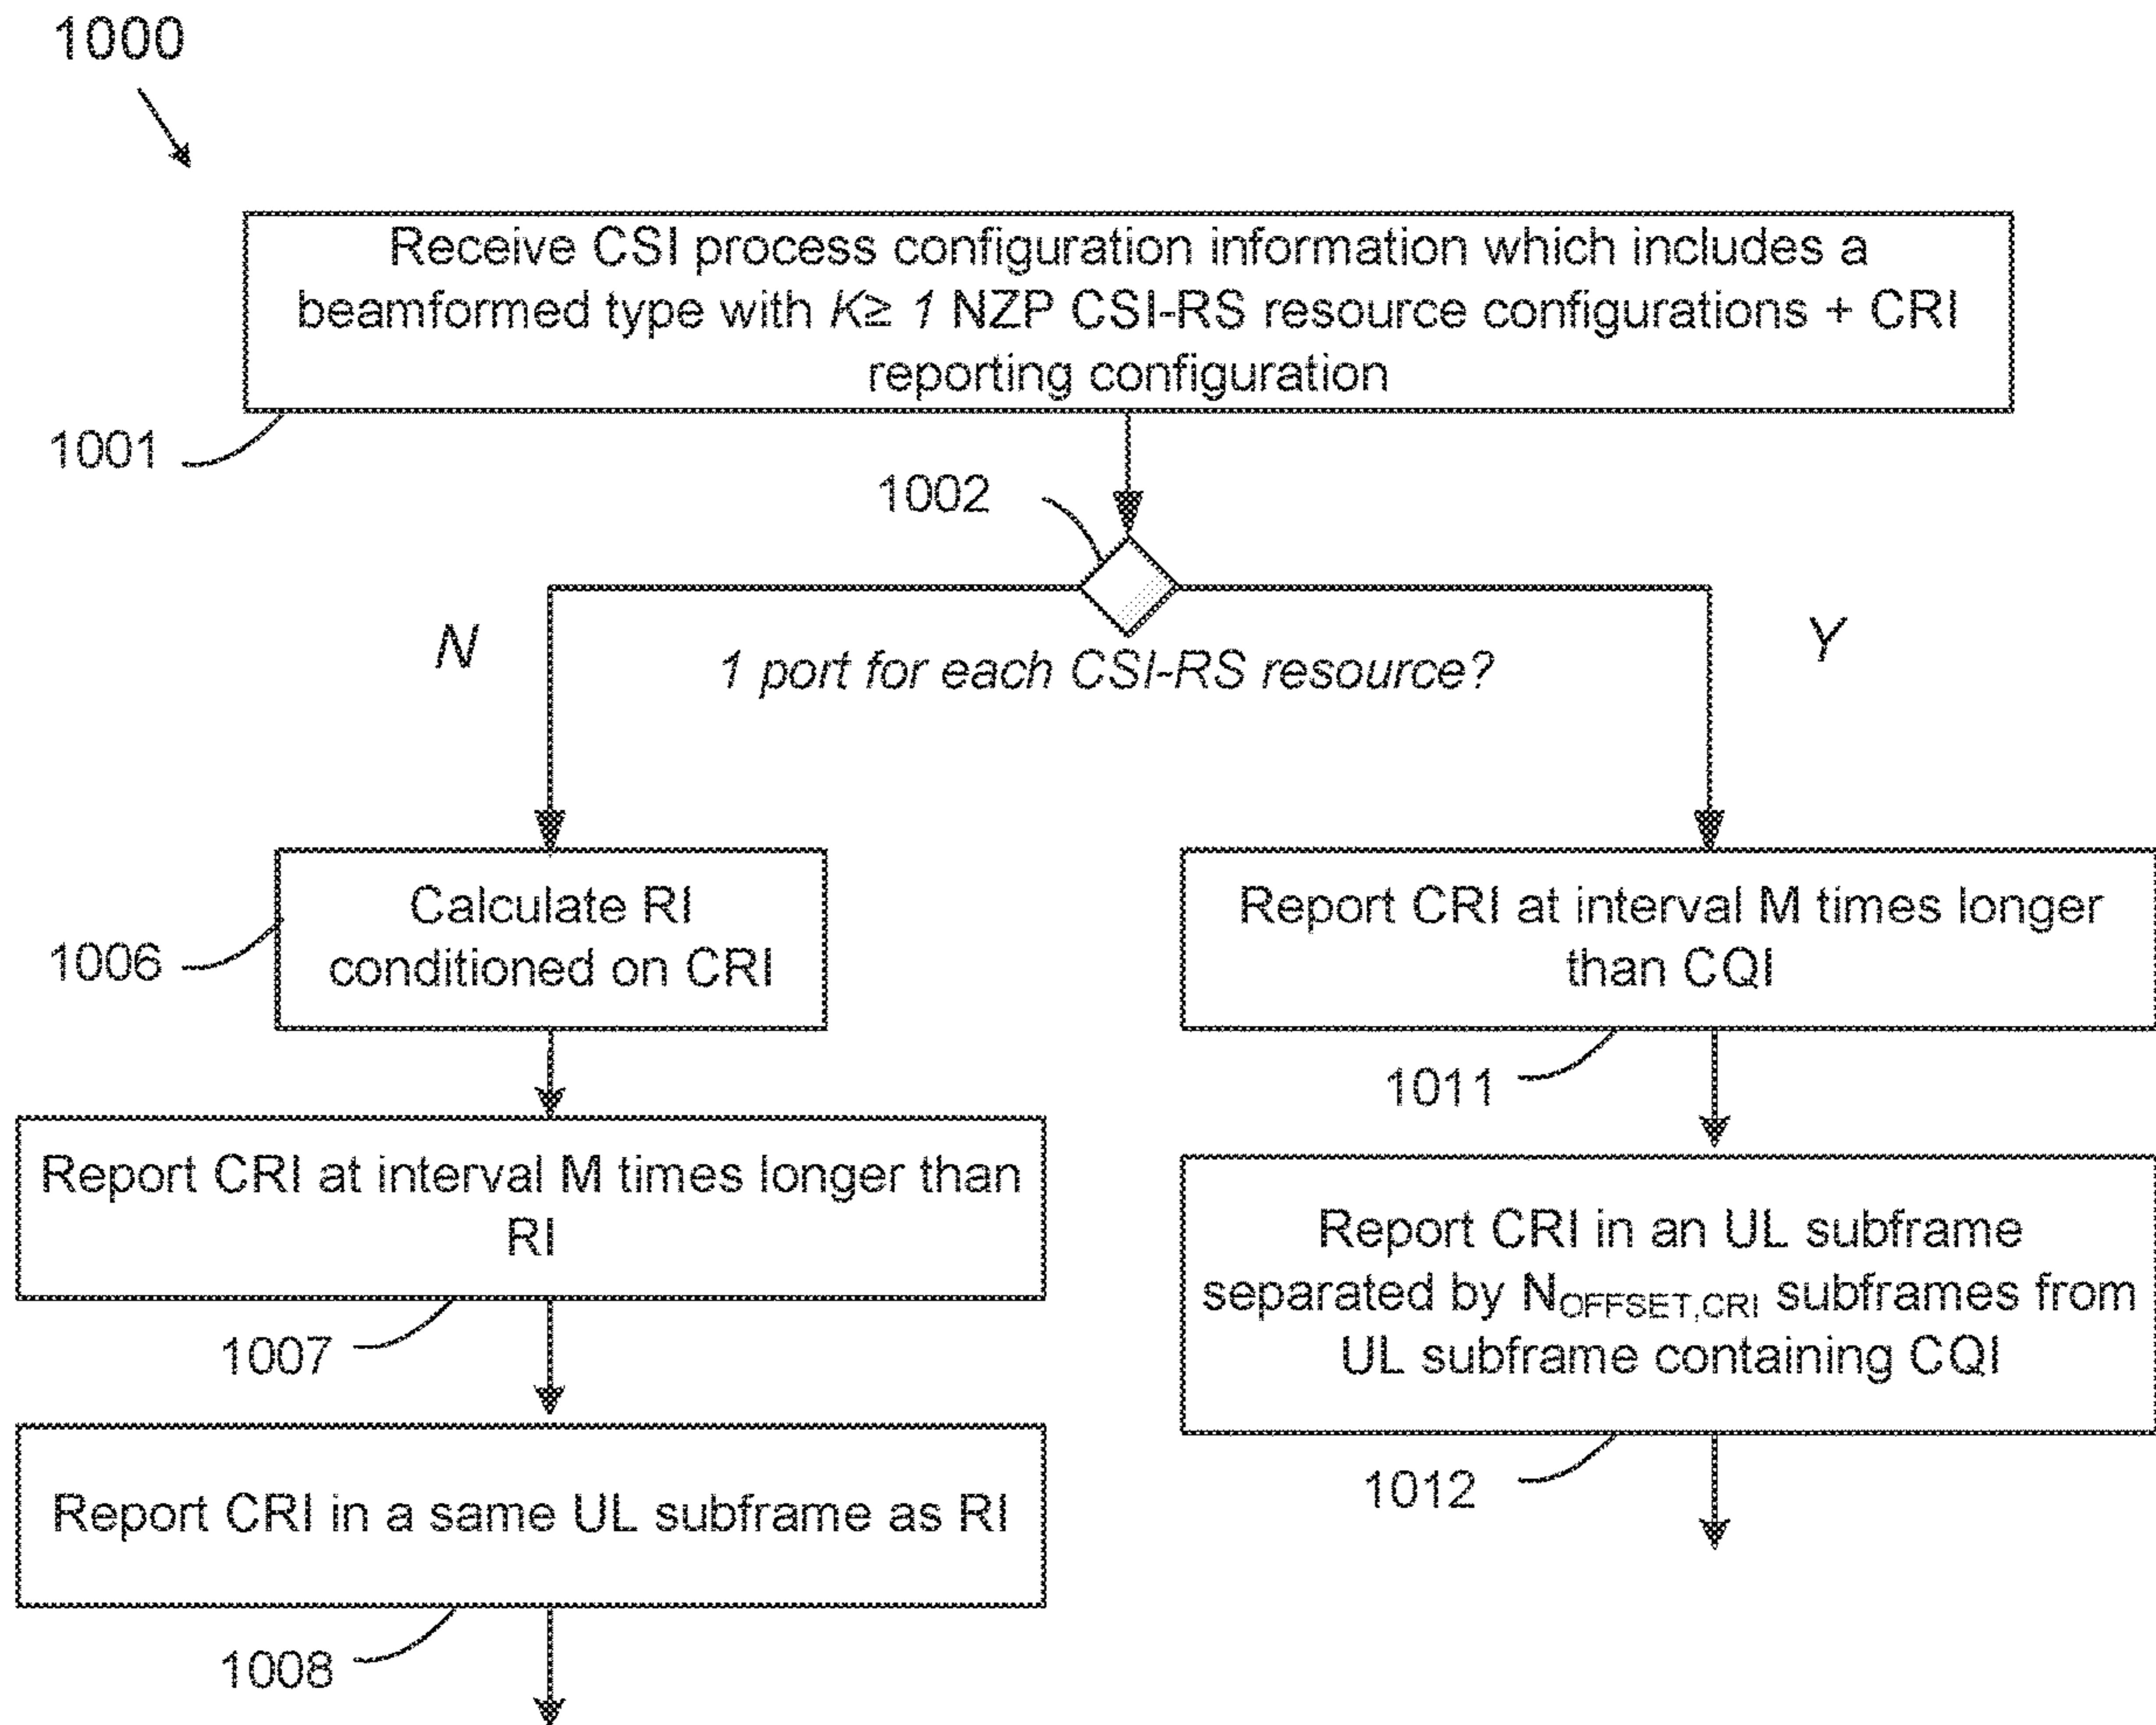 1000
Receive CSI process configuration information which includes a
beamformed type with K≥ 1 NZP CSI-RS resource configurations + CRI
reporting configuration
1001
1002
N
1 port for each CSI-RS resource?
Y
Calculate RI
conditioned on CRI
1006
Report CRI at interval M times longer than
RI
1007
Report CRI in a same UL subframe as RI
1008
Report CRI at interval M times longer
than CQI
1011
Report CRI in an UL subframe
separated by NOFFSET,CRI subframes from
UL subframe containing CQI
1012